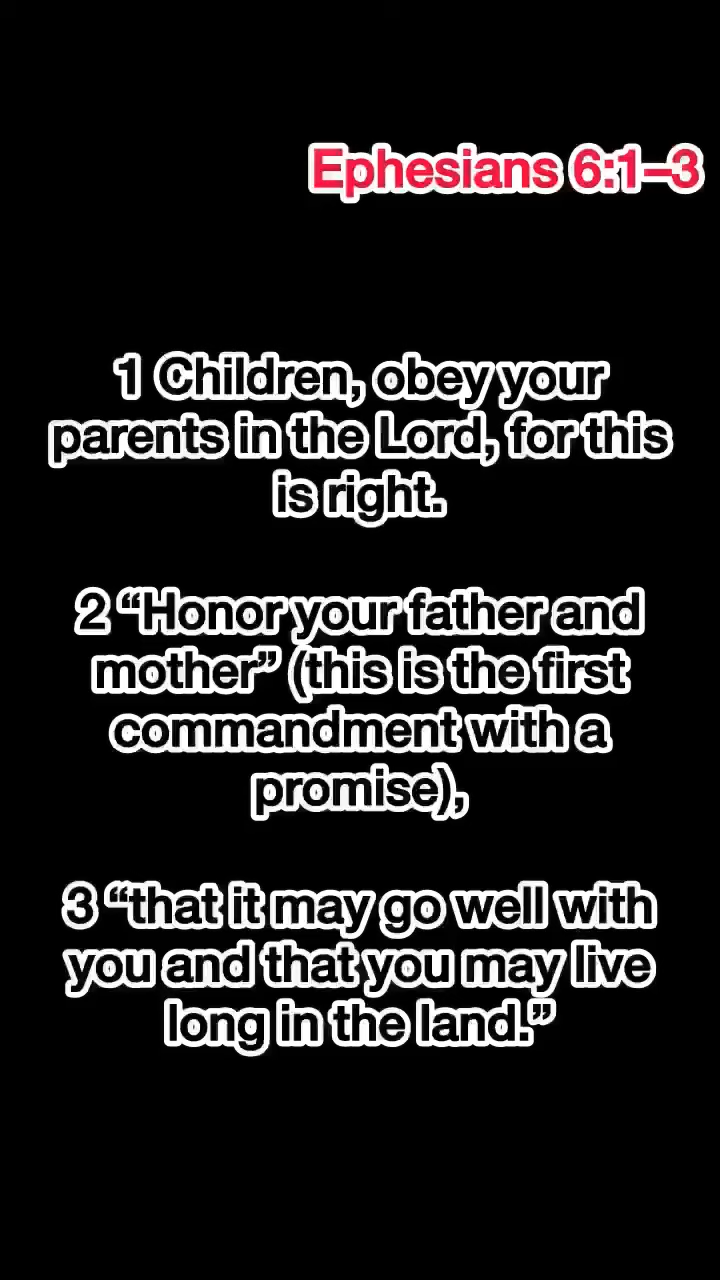 Ephesians 6:1–3
1 Children, obey your
parents in the Lord, for this
is right.
2 “Honor your father and
mother” (this is the first
commandment with a
promise),
3 “that it may go well with
you and that you may live
long in the land.”